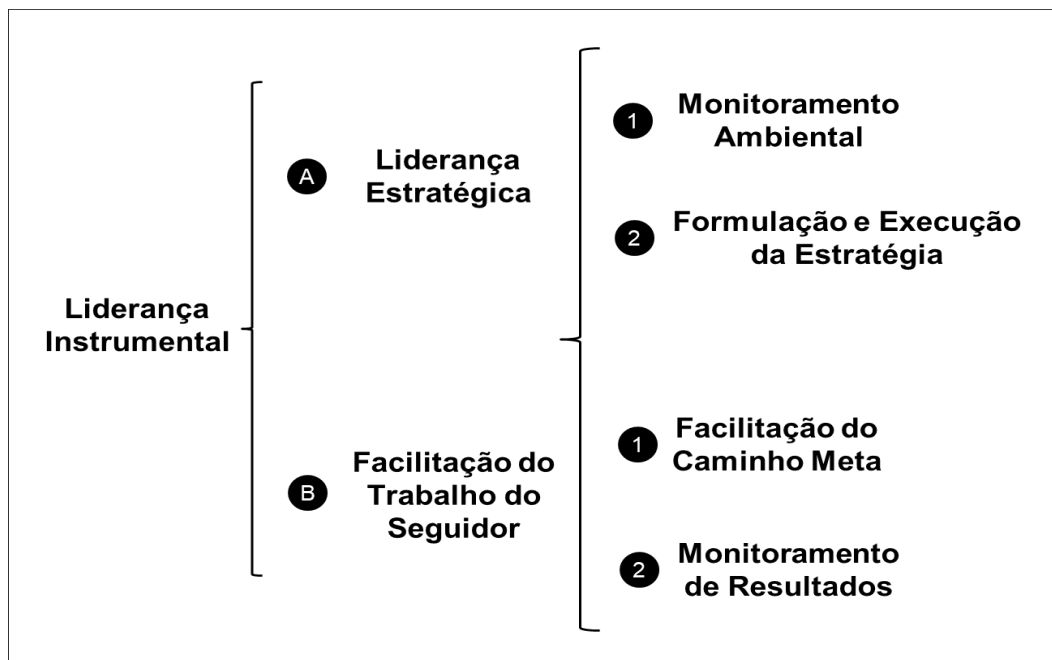 Liderança
Instrumental
A
Liderança
Estratégica
1
Monitoramento
Ambiental
2
Formulação e Execução
da Estratégia
B
Facilitação do
Trabalho do
Seguidor
1
Facilitação do
Caminho Meta
2
Monitoramento
de Resultados